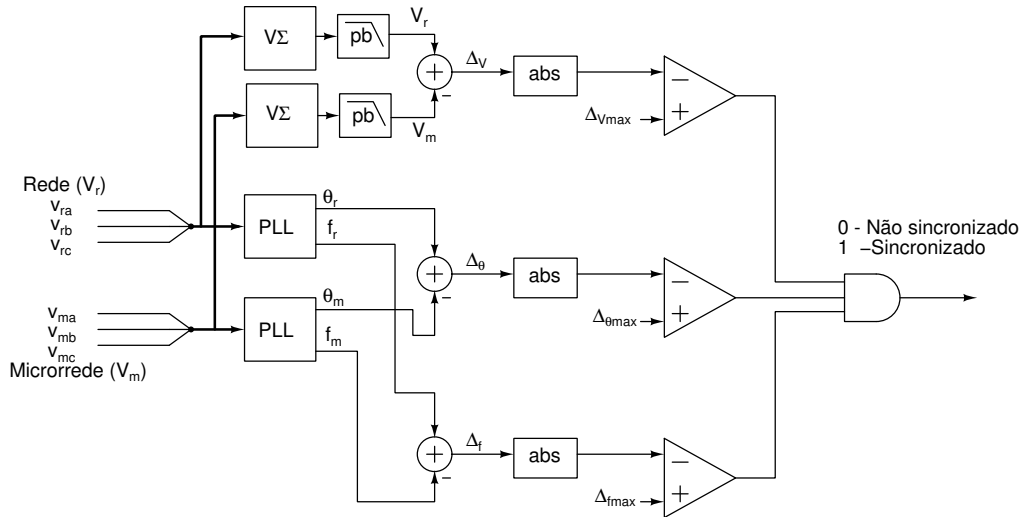 VΣ
pb
V_r
Δ_V
abs
−
+
Δ_Vmax
VΣ
pb
+
−
V_m
Rede (V_r)
v_ra
v_rb
v_rc
PLL
θ_r
f_r
+
−
Δ_θ
abs
−
+
Δ_θmax
0 - Não sincronizado
1 −Sincronizado
v_ma
v_mb
v_mc
Microrrede (V_m)
PLL
θ_m
f_m
+
−
Δ_f
abs
−
+
Δ_fmax